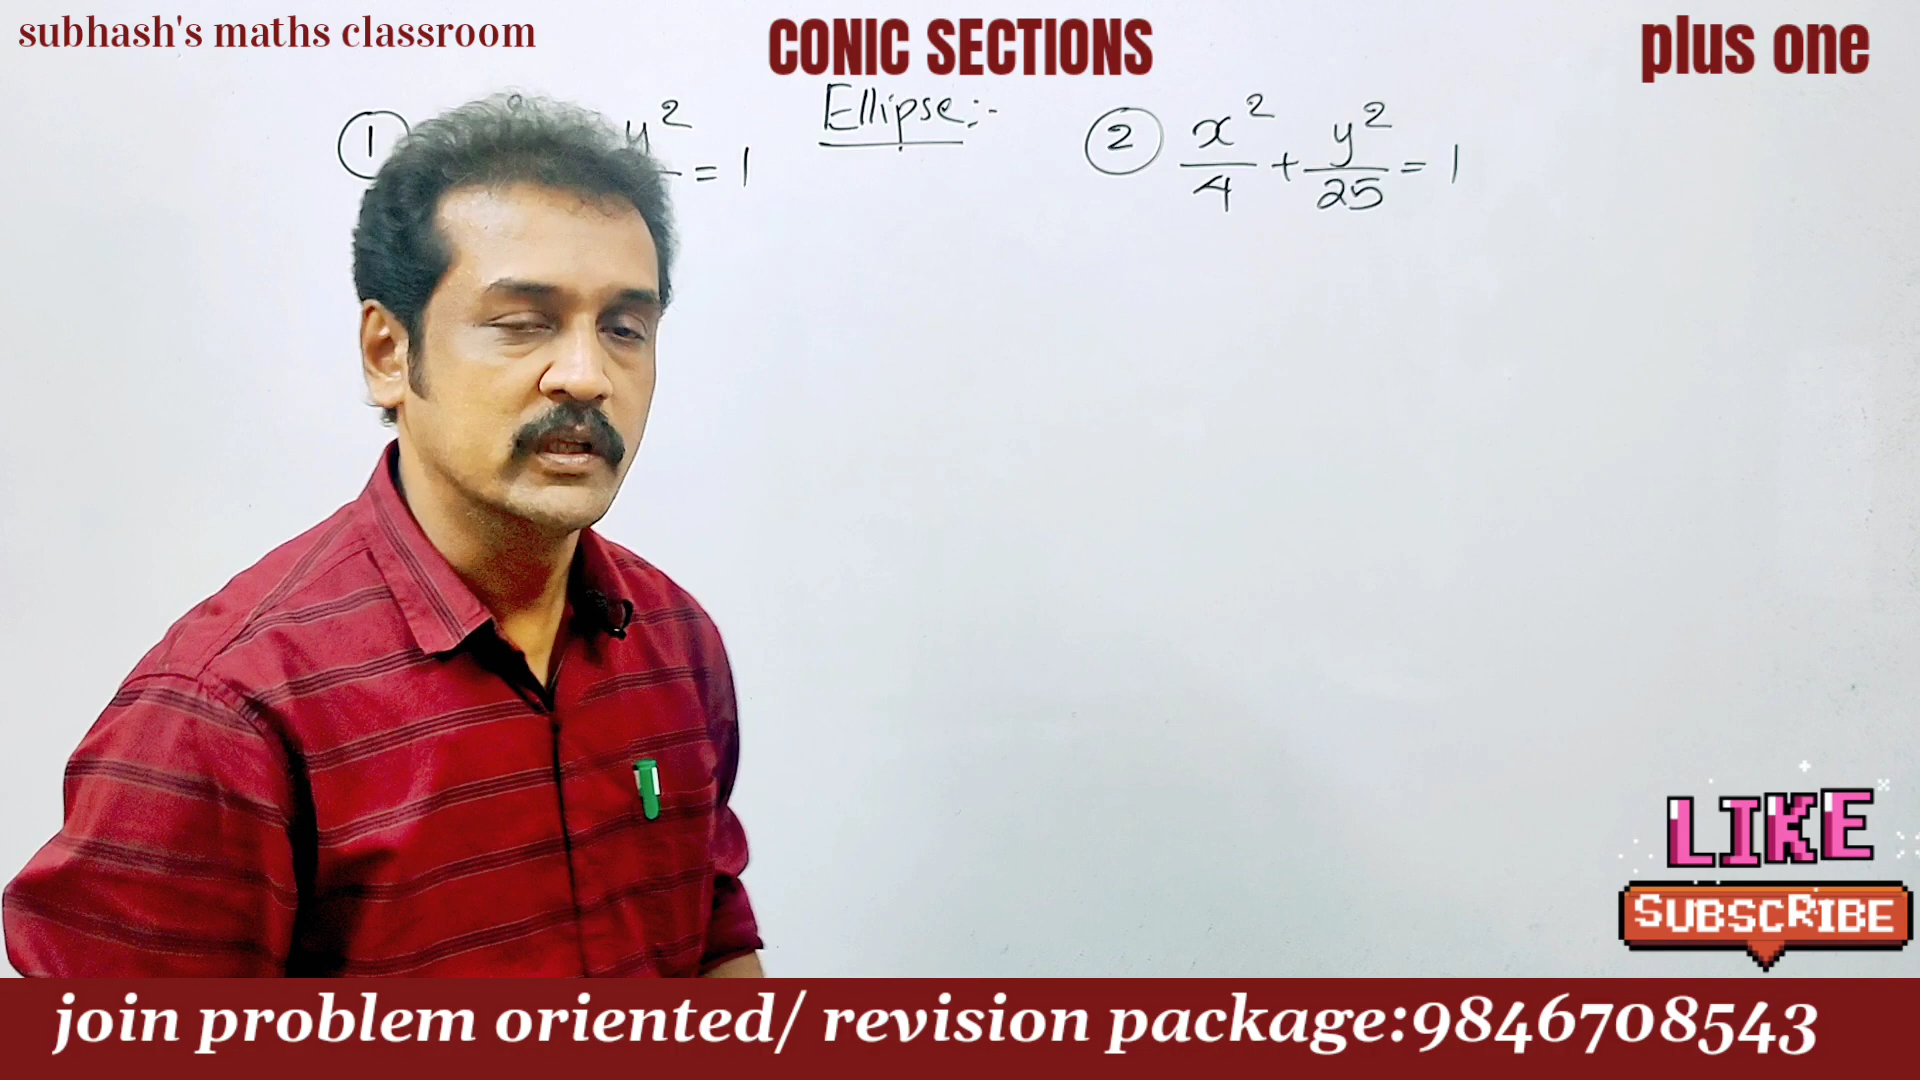 subhash's maths classroom
CONIC SECTIONS
plus one
Ellipse:-
① y² = 1
② x²/4 + y²/25 = 1
LIKE
SUBSCRIBE
join problem oriented/ revision package:9846708543